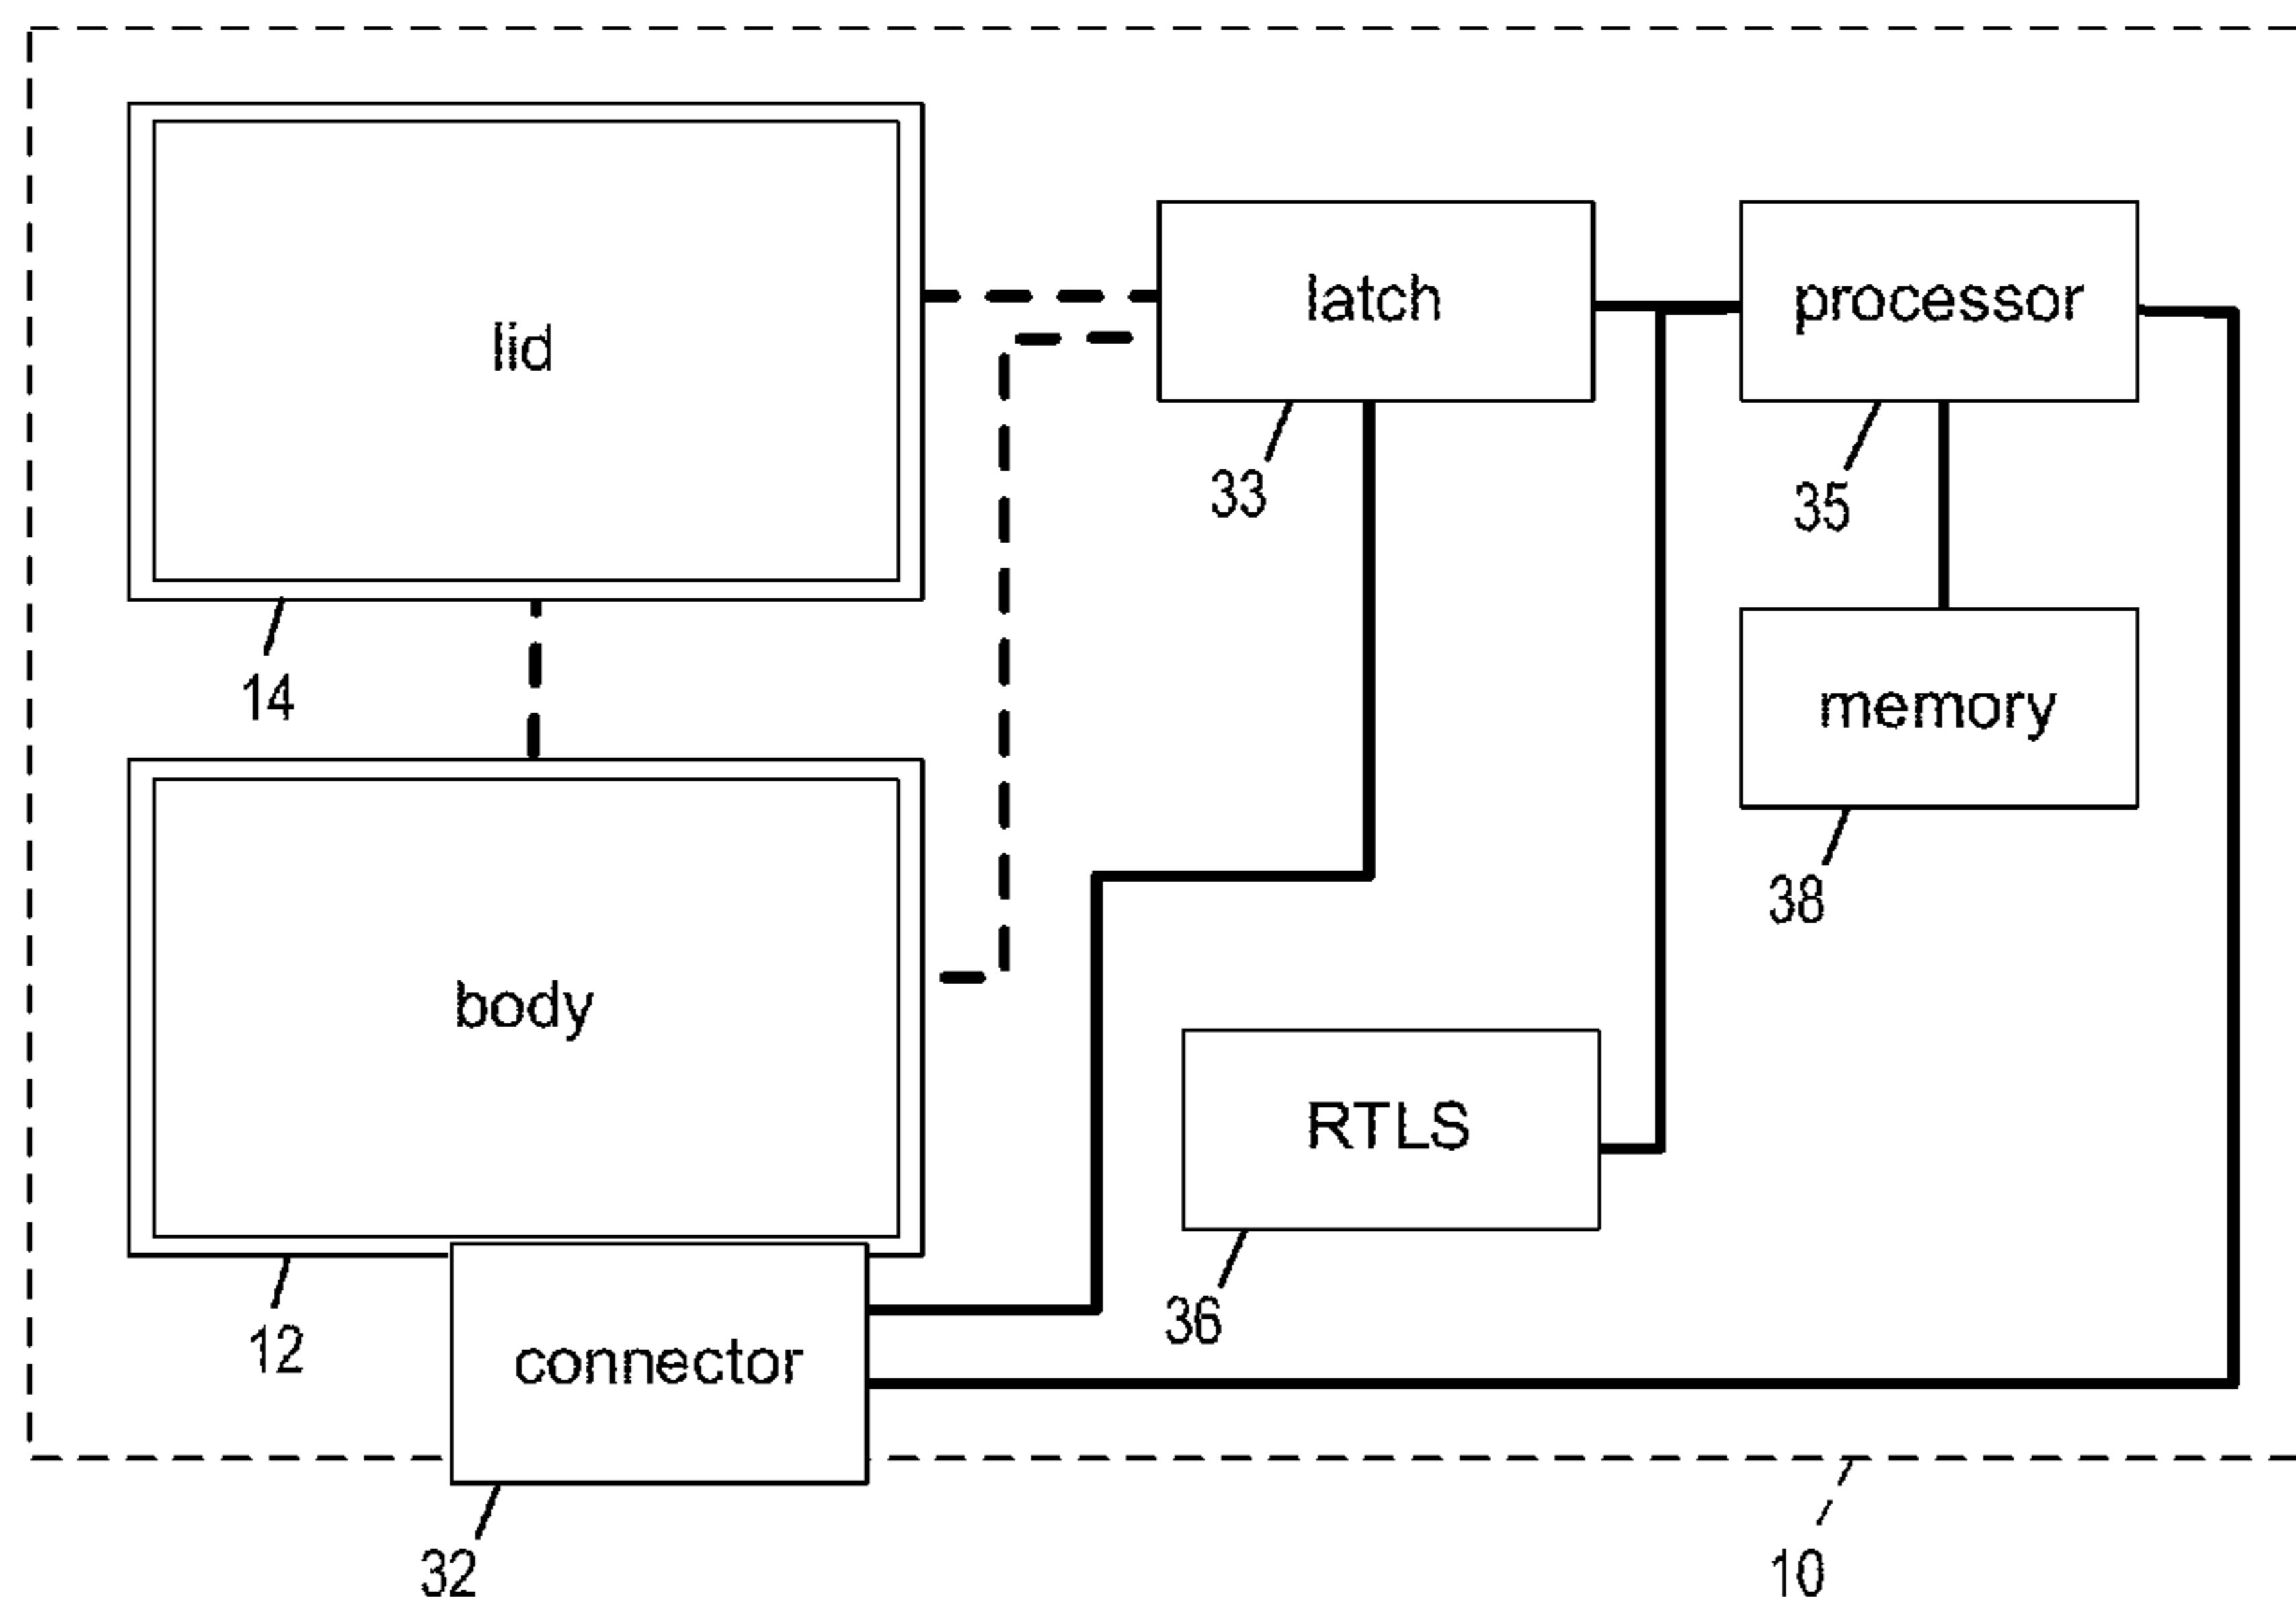 lid
latch
processor
33
35
14
memory
38
body
RTLS
36
12
connector
32
10